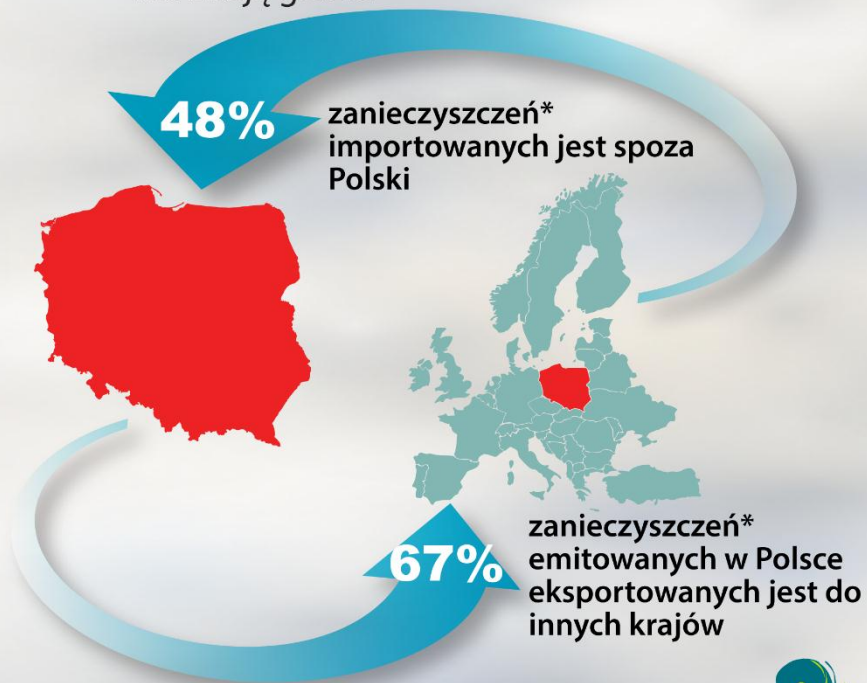 48%
zanieczyszczeń*
importowanych jest spoza
Polski
67%
zanieczyszczeń*
emitowanych w Polsce
eksportowanych jest do
innych krajów